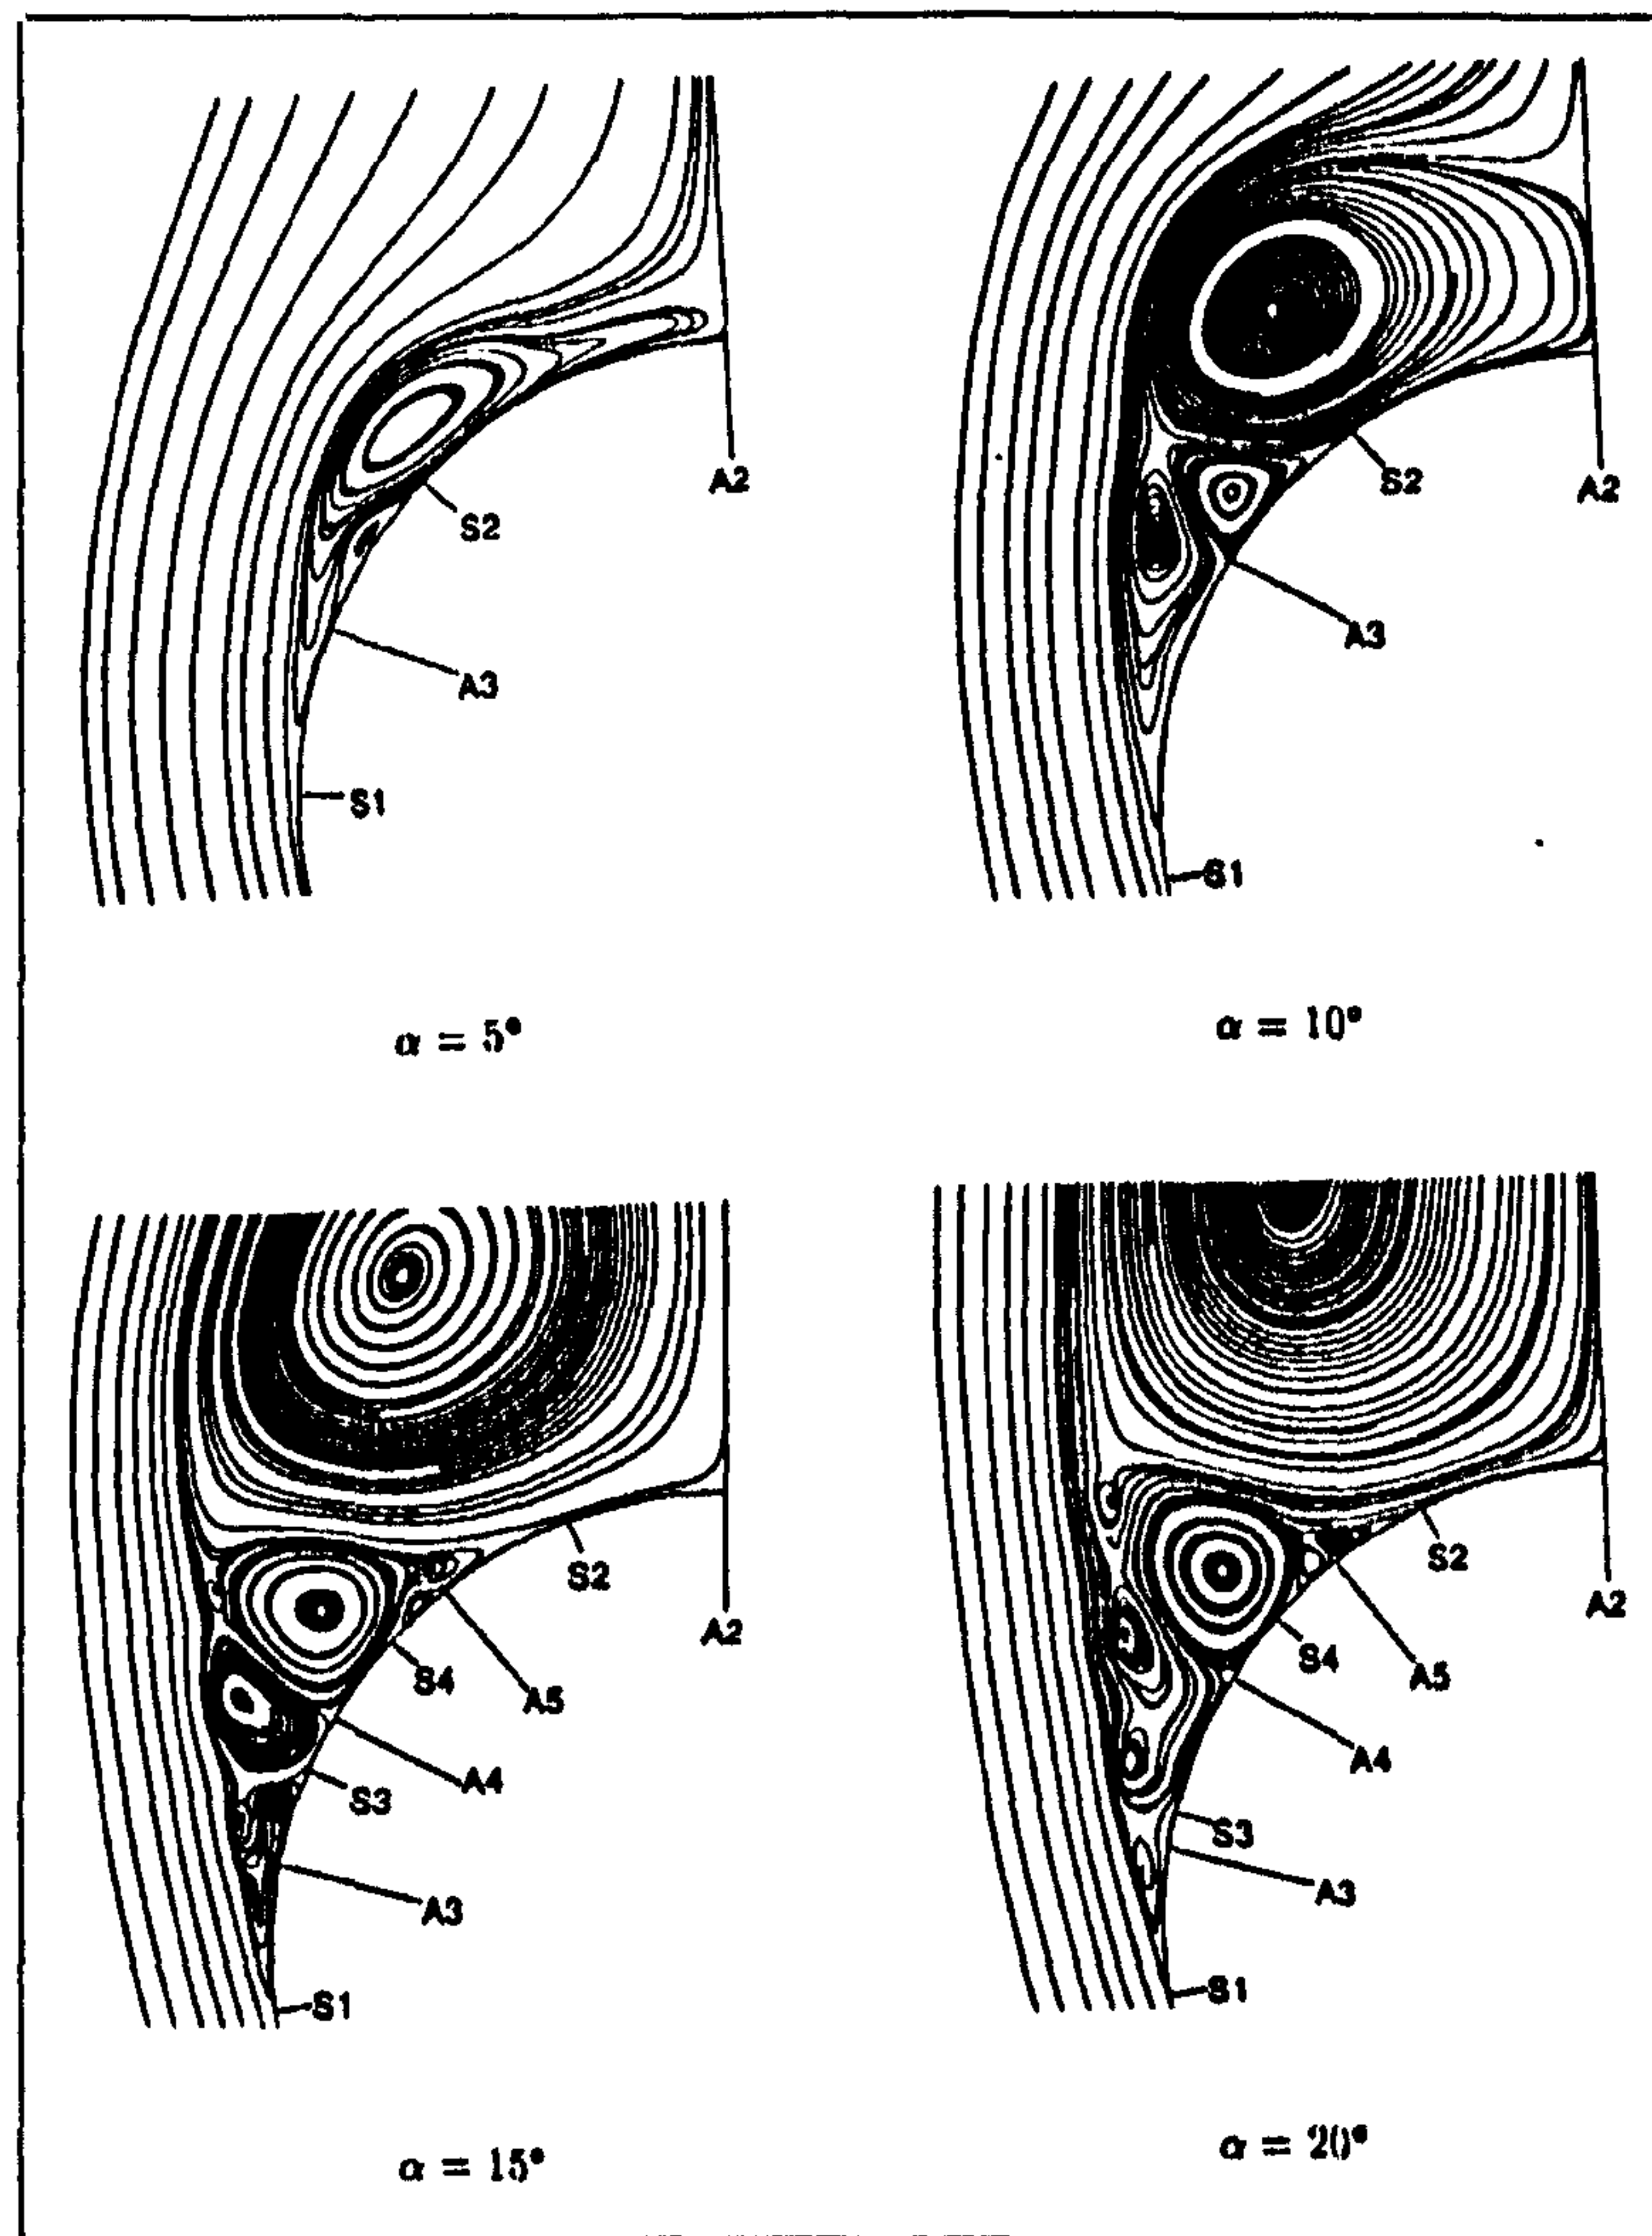 A2
S2
A3
S1
α = 5°
S2
A2
A3
S1
α = 10°
S2
A2
S4
A5
A4
S3
A3
S1
α = 15°
S2
A2
S4
A5
A4
S3
A3
S1
α = 20°